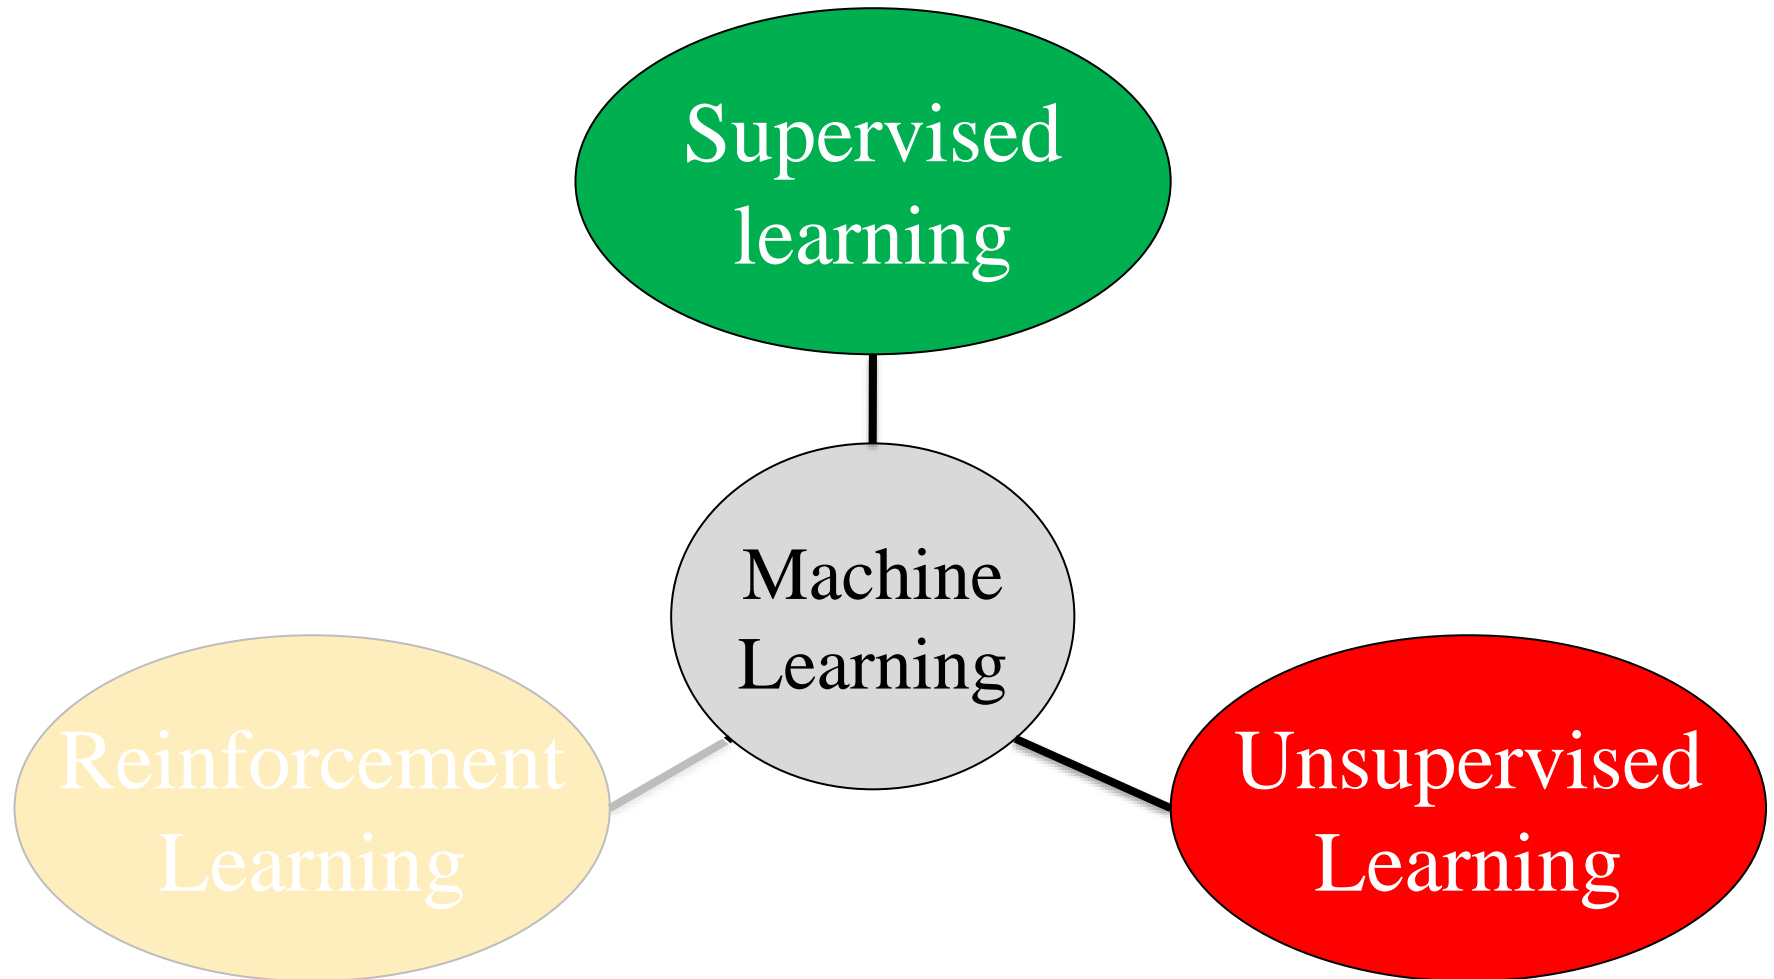 Supervised
learning
Machine
Learning
Reinforcement
Learning
Unsupervised
Learning